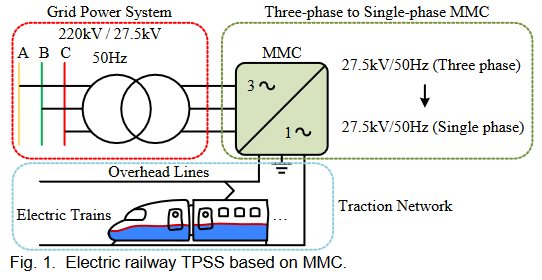 Grid Power System
Three-phase to Single-phase MMC
220kV / 27.5kV
A B C
50Hz
MMC
3 ~
1 ~
27.5kV/50Hz (Three phase)
27.5kV/50Hz (Single phase)
Overhead Lines
Electric Trains
...
Traction Network
Fig. 1. Electric railway TPSS based on MMC.